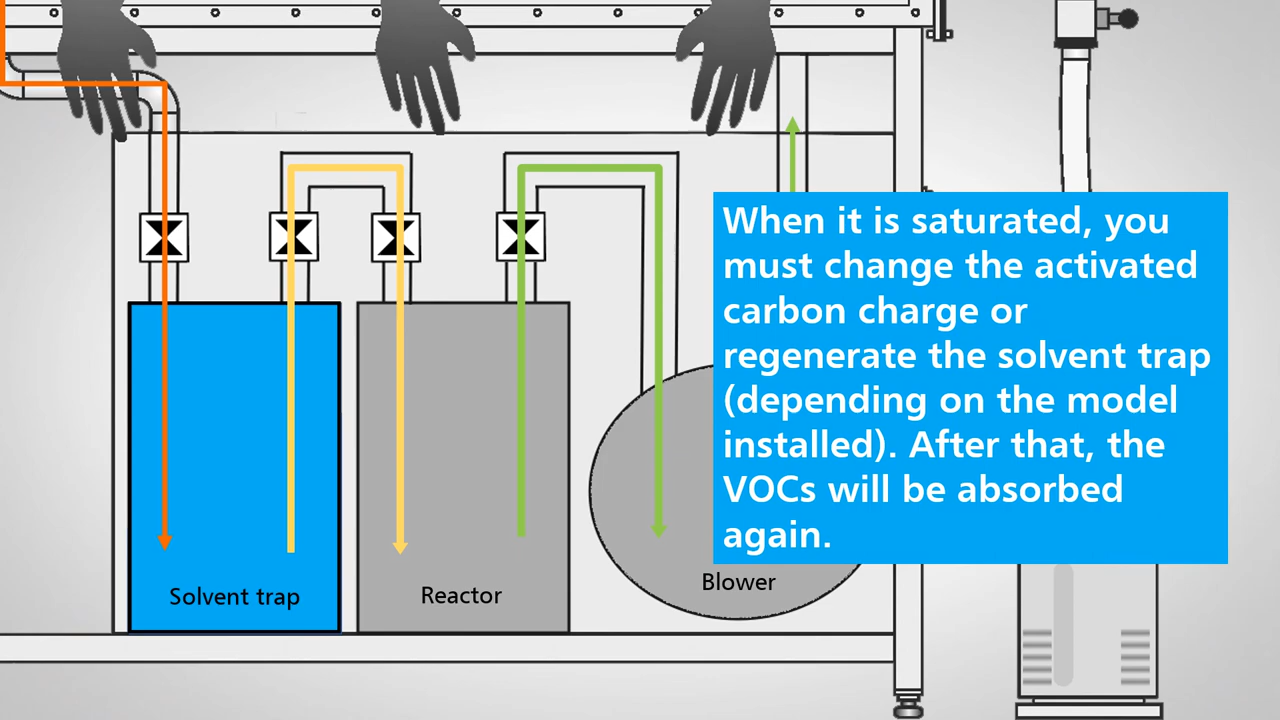 When it is saturated, you
must change the activated
carbon charge or
regenerate the solvent trap
(depending on the model
installed). After that, the
VOCs will be absorbed
again.
Solvent trap
Reactor
Blower